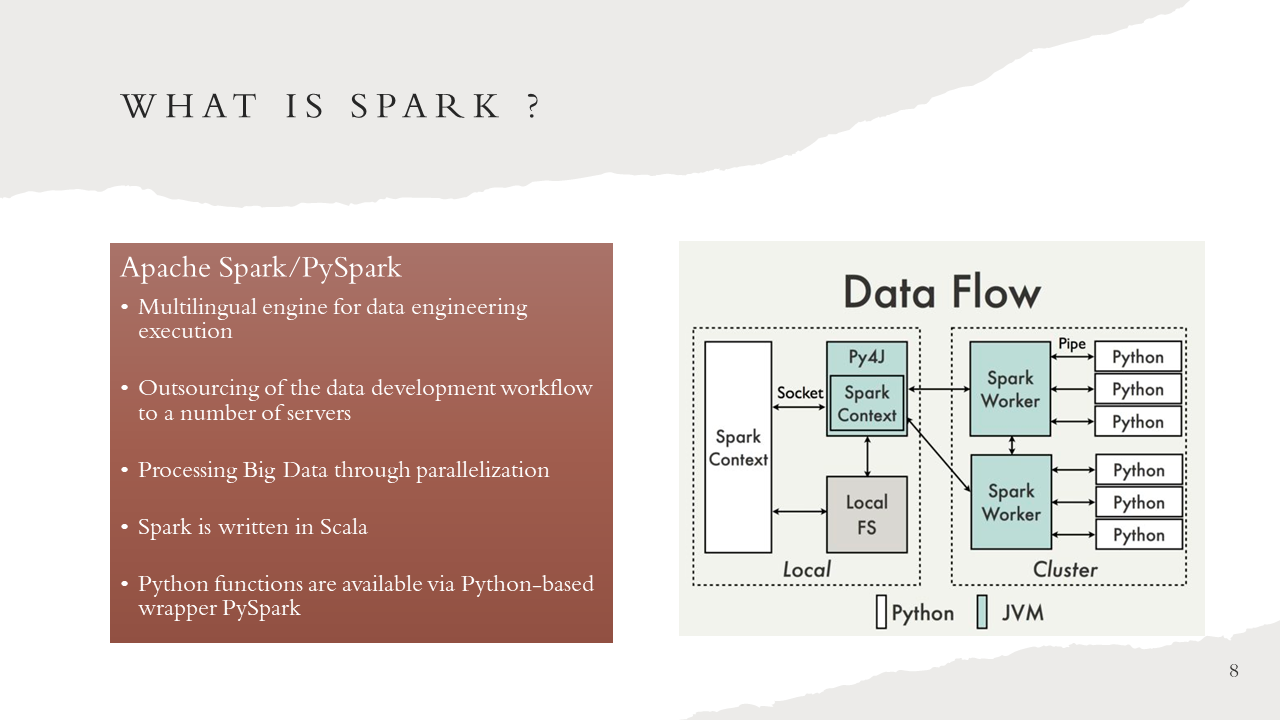 WHAT IS SPARK ?
Apache Spark/PySpark
• Multilingual engine for data engineering
execution
• Outsourcing of the data development workflow
to a number of servers
• Processing Big Data through parallelization
• Spark is written in Scala
• Python functions are available via Python-based
wrapper PySpark
Data Flow
Spark
Context
Socket
Py4J
Spark
Context
Local
FS
Local
Spark
Worker
Pipe
Python
Python
Python
Spark
Worker
Python
Python
Python
Cluster
Python
JVM
8